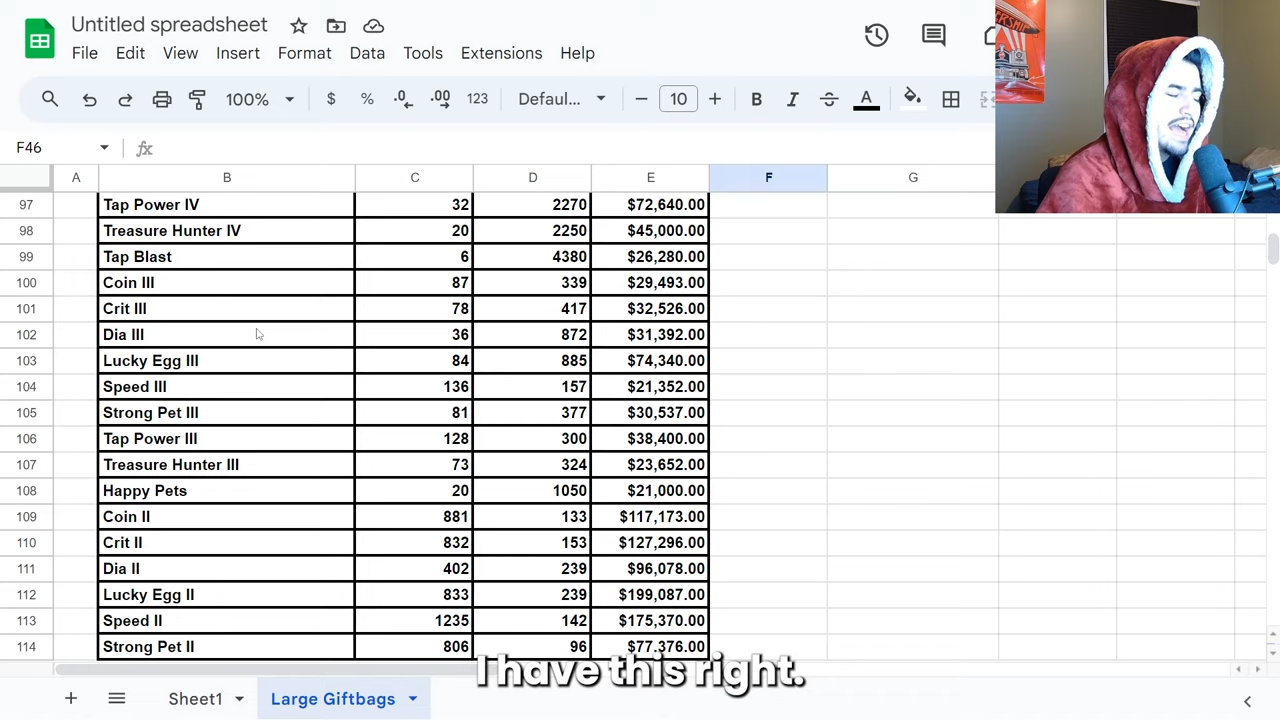 Untitled spreadsheet
File Edit View Insert Format Data Tools Extensions Help
100% $ % .0 .00 123 Defaul... 10 B I A
F46 fx
A B C D E F G
97 Tap Power IV 32 2270 $72,640.00
98 Treasure Hunter IV 20 2250 $45,000.00
99 Tap Blast 6 4380 $26,280.00
100 Coin III 87 339 $29,493.00
101 Crit III 78 417 $32,526.00
102 Dia III 36 872 $31,392.00
103 Lucky Egg III 84 885 $74,340.00
104 Speed III 136 157 $21,352.00
105 Strong Pet III 81 377 $30,537.00
106 Tap Power III 128 300 $38,400.00
107 Treasure Hunter III 73 324 $23,652.00
108 Happy Pets 20 1050 $21,000.00
109 Coin II 881 133 $117,173.00
110 Crit II 832 153 $127,296.00
111 Dia II 402 239 $96,078.00
112 Lucky Egg II 833 239 $199,087.00
113 Speed II 1235 142 $175,370.00
114 Strong Pet II 806 96 $77,376.00
I have this right.
Sheet1 Large Giftbags